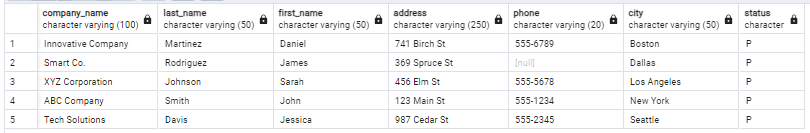 company_name last_name first_name address phone city status
character varying (100) character varying (50) character varying (50) character varying (250) character varying (20) character varying (50) character
1 Innovative Company Martinez Daniel 741 Birch St 555-6789 Boston P
2 Smart Co. Rodriguez James 369 Spruce St [null] Dallas P
3 XYZ Corporation Johnson Sarah 456 Elm St 555-5678 Los Angeles P
4 ABC Company Smith John 123 Main St 555-1234 New York P
5 Tech Solutions Davis Jessica 987 Cedar St 555-2345 Seattle P